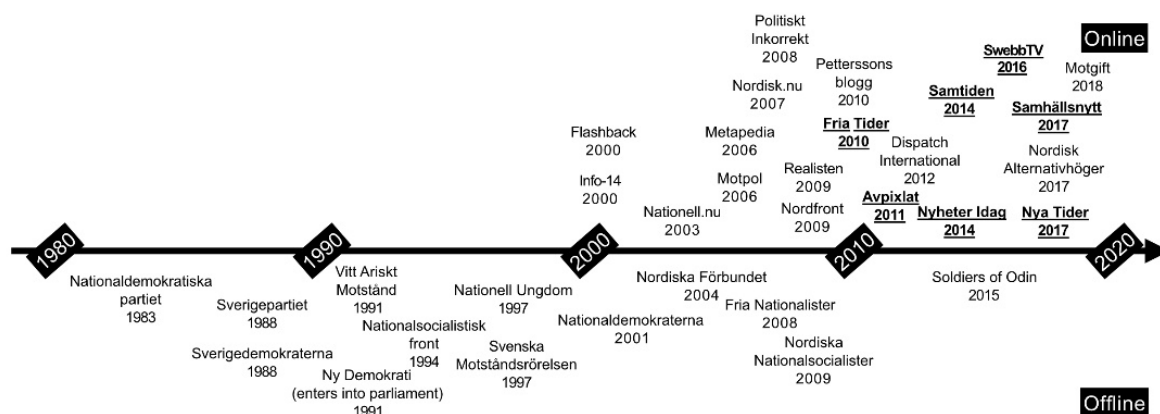 Politiskt
Inkorrekt
2008
Online
SwebbTV
2016
Petterssons
blogg
2010
Motgift
2018
Nordisk.nu
2007
Samtiden
2014
Samhällsnytt
2017
Flashback
2000
Metapedia
2006
Fria Tider
2010
Dispatch
International
2012
Nordisk
Alternativhöger
2017
Info-14
2000
Motpol
2006
Realisten
2009
Nationell.nu
2003
Nordfront
2009
Avpixlat
2011
Nyheter Idag
2014
Nya Tider
2017
1980
1990
2000
2010
2020
Nationaldemokratiska
partiet
1983
Sverigepartiet
1988
Sverigedemokraterna
1988
Vitt Ariskt
Motstånd
1991
Nationalsocialistisk
front
1994
Ny Demokrati
(enters into parliament)
1991
Nationell Ungdom
1997
Svenska
Motståndsrörelsen
1997
Nordiska Förbundet
2004
Nationaldemokraterna
2001
Fria Nationalister
2008
Nordiska
Nationalsocialister
2009
Soldiers of Odin
2015
Offline